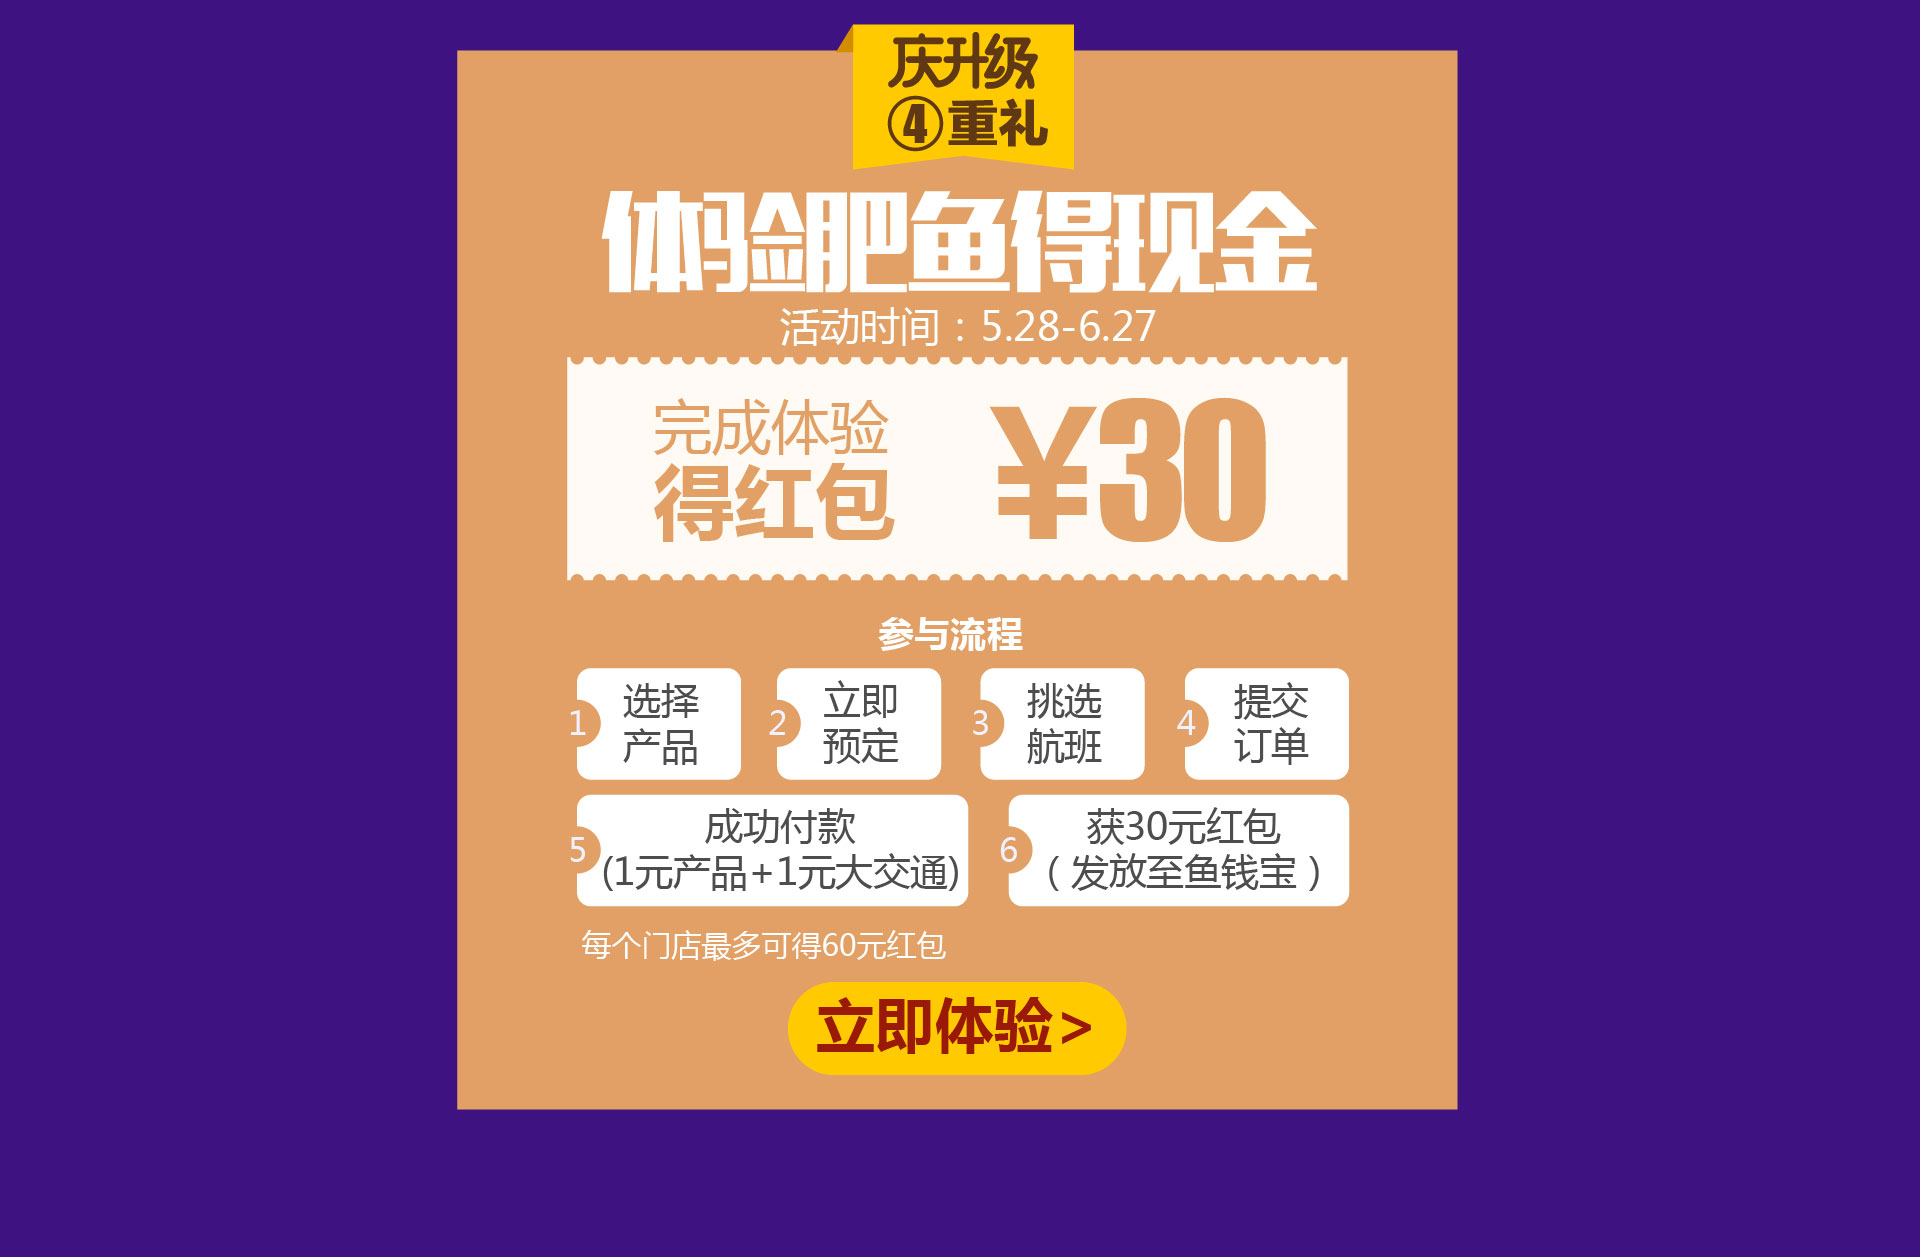 庆升级
④重礼
体验肥鱼得现金
活动时间：5.28-6.27
完成体验
得红包
¥30
参与流程
1 选择
产品
2 立即
预定
3 挑选
航班
4 提交
订单
5 成功付款
(1元产品+1元大交通)
6 获30元红包
（发放至鱼钱宝）
每个门店最多可得60元红包
立即体验>